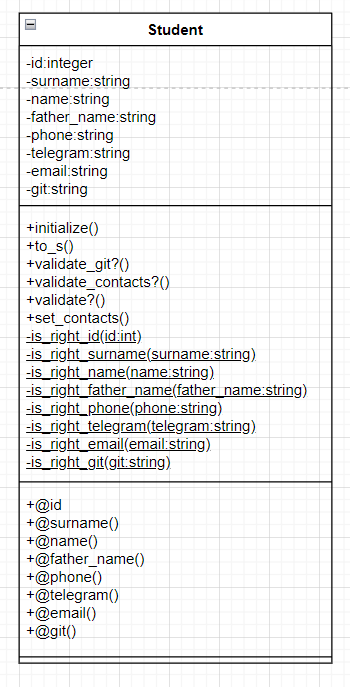 Student
-id:integer
-surname:string
-name:string
-father_name:string
-phone:string
-telegram:string
-email:string
-git:string
+initialize()
+to_s()
+validate_git?()
+validate_contacts?()
+validate?()
+set_contacts()
-is_right_id(id:int)
-is_right_surname(surname:string)
-is_right_name(name:string)
-is_right_father_name(father_name:string)
-is_right_phone(phone:string)
-is_right_telegram(telegram:string)
-is_right_email(email:string)
-is_right_git(git:string)
+@id
+@surname()
+@name()
+@father_name()
+@phone()
+@telegram()
+@email()
+@git()